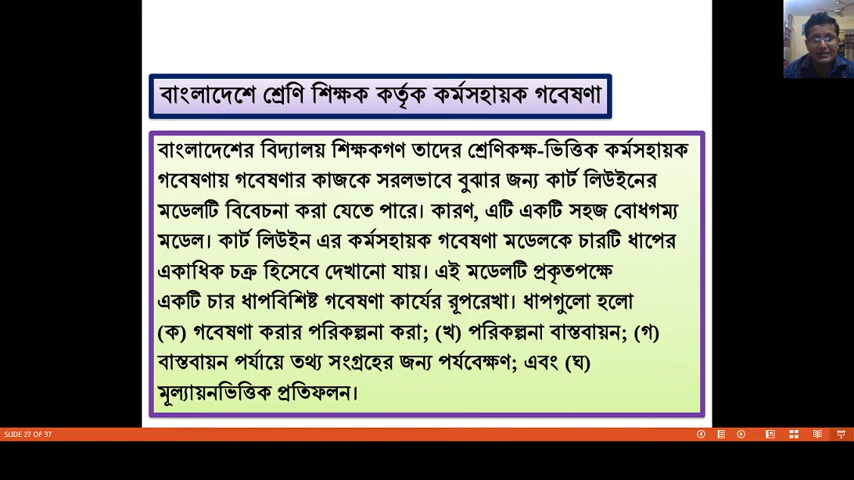 বাংলাদেশে শ্রেণি শিক্ষক কর্তৃক কর্মসহায়ক গবেষণা
বাংলাদেশের বিদ্যালয় শিক্ষকগণ তাদের শ্রেণিকক্ষ-ভিত্তিক কর্মসহায়ক
গবেষণায় গবেষণার কাজকে সরলভাবে বুঝার জন্য কার্ট লিউইনের
মডেলটি বিবেচনা করা যেতে পারে। কারণ, এটি একটি সহজ বোধগম্য
মডেল। কার্ট লিউইন এর কর্মসহায়ক গবেষণা মডেলকে চারটি ধাপের
একাধিক চক্র হিসেবে দেখানো যায়। এই মডেলটি প্রকৃতপক্ষে
একটি চার ধাপবিশিষ্ট গবেষণা কার্যের রূপরেখা। ধাপগুলো হলো
(ক) গবেষণা করার পরিকল্পনা করা; (খ) পরিকল্পনা বাস্তবায়ন; (গ)
বাস্তবায়ন পর্যায়ে তথ্য সংগ্রহের জন্য পর্যবেক্ষণ; এবং (ঘ)
মূল্যায়নভিত্তিক প্রতিফলন।
SLIDE 27 OF 37